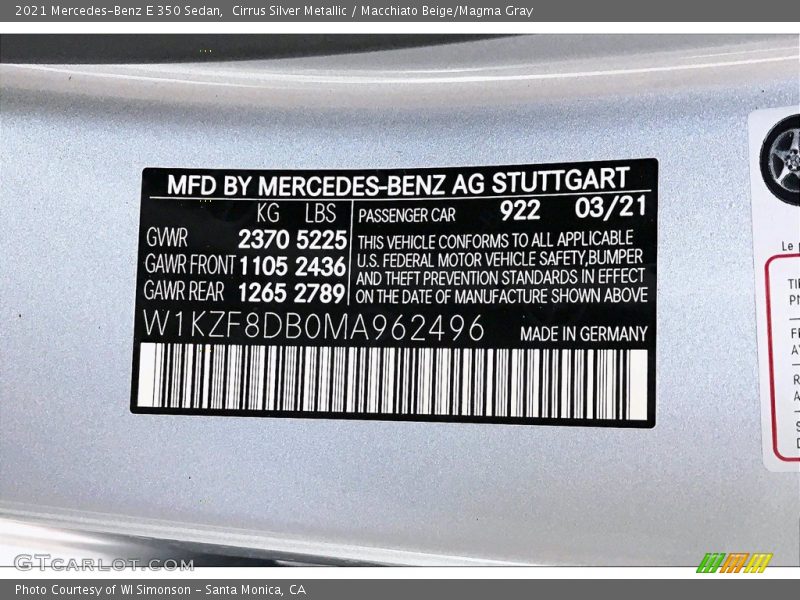 2021 Mercedes-Benz E 350 Sedan,  Cirrus Silver Metallic / Macchiato Beige/Magma Gray
MFD BY MERCEDES-BENZ AG STUTTGART
KG LBS
GVWR 2370 5225
GAWR FRONT 1105 2436
GAWR REAR 1265 2789
PASSENGER CAR 922 03/21
THIS VEHICLE CONFORMS TO ALL APPLICABLE
U.S. FEDERAL MOTOR VEHICLE SAFETY, BUMPER
AND THEFT PREVENTION STANDARDS IN EFFECT
ON THE DATE OF MANUFACTURE SHOWN ABOVE
W1KZF8DB0MA962496 MADE IN GERMANY
Le
GTCARLOT.COM
Photo Courtesy of WI Simonson - Santa Monica, CA